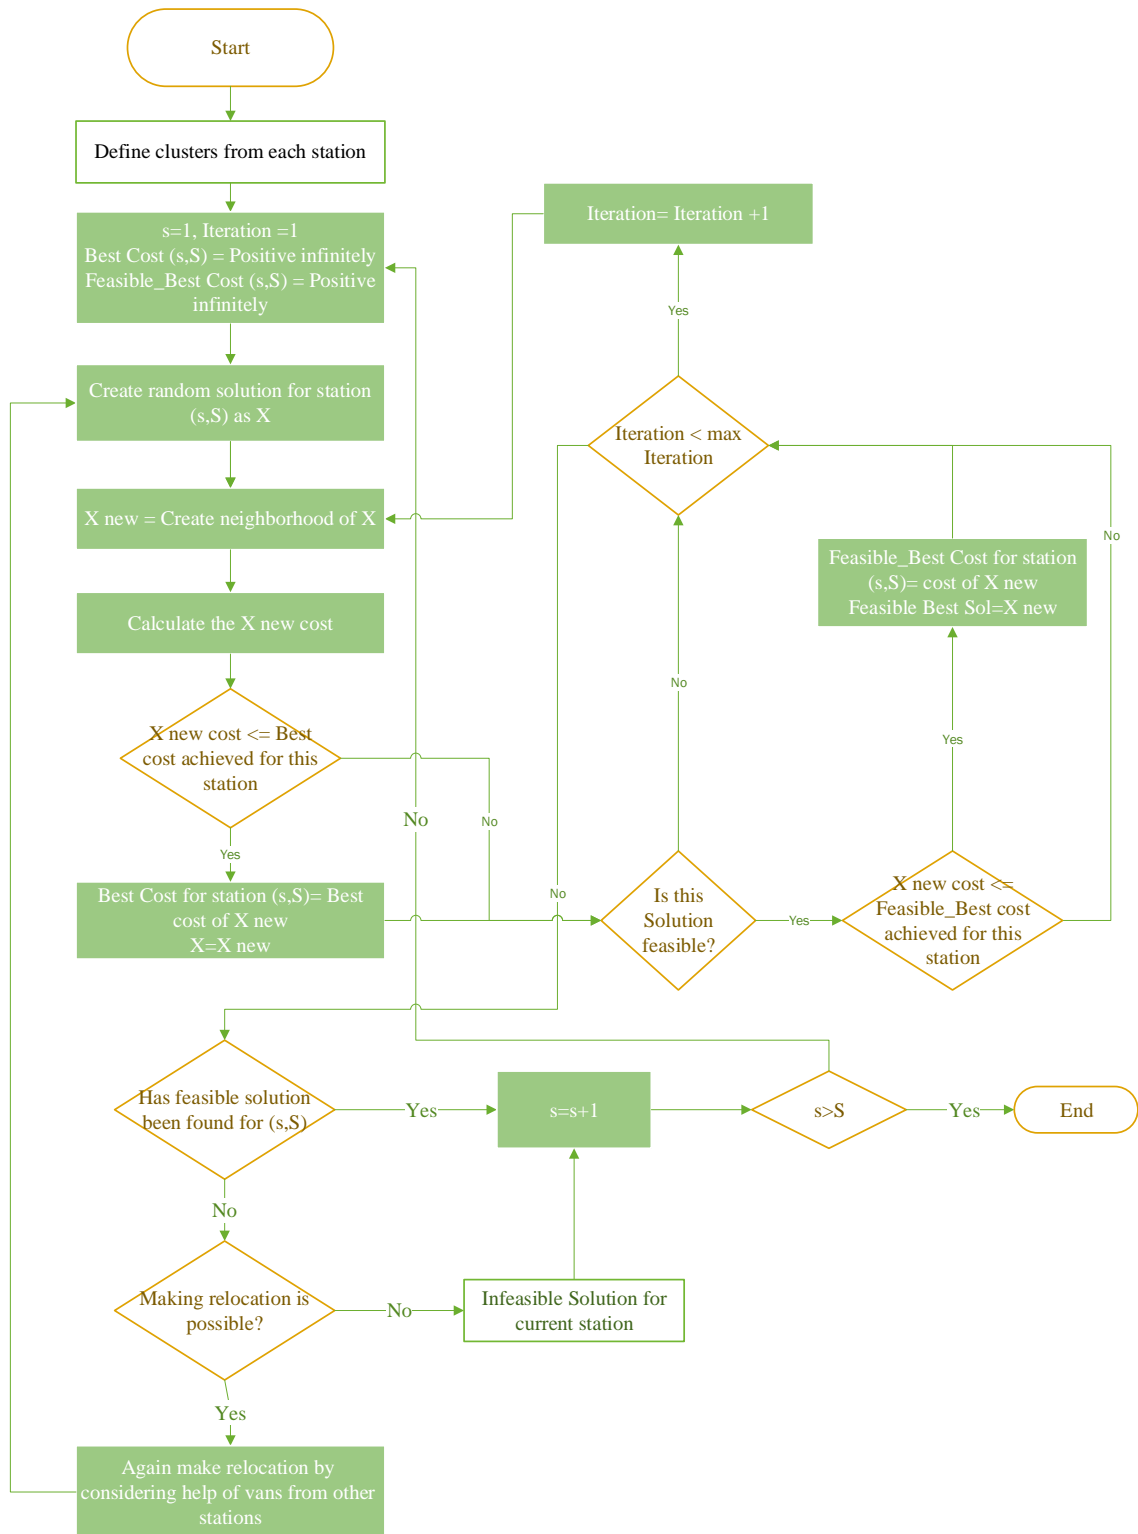 Start
Define clusters from each station
s=1, Iteration =1
Best Cost (s,S) = Positive infinitely
Feasible_Best Cost (s,S) = Positive
infinitely
Iteration= Iteration +1
Yes
Create random solution for station
(s,S) as X
Iteration < max
Iteration
X new = Create neighborhood of X
No
Feasible_Best Cost for station
(s,S)= cost of X new
Feasible Best Sol=X new
Calculate the X new cost
No
Yes
X new cost <= Best
cost achieved for this
station
No
No
Yes
Best Cost for station (s,S)= Best
cost of X new
X=X new
No
Is this
Solution
feasible?
Yes
X new cost <=
Feasible_Best cost
achieved for this
station
Has feasible solution
been found for (s,S)
Yes
s=s+1
s>S
Yes
End
No
Making relocation is
possible?
No
Infeasible Solution for
current station
Yes
Again make relocation by
considering help of vans from other
stations